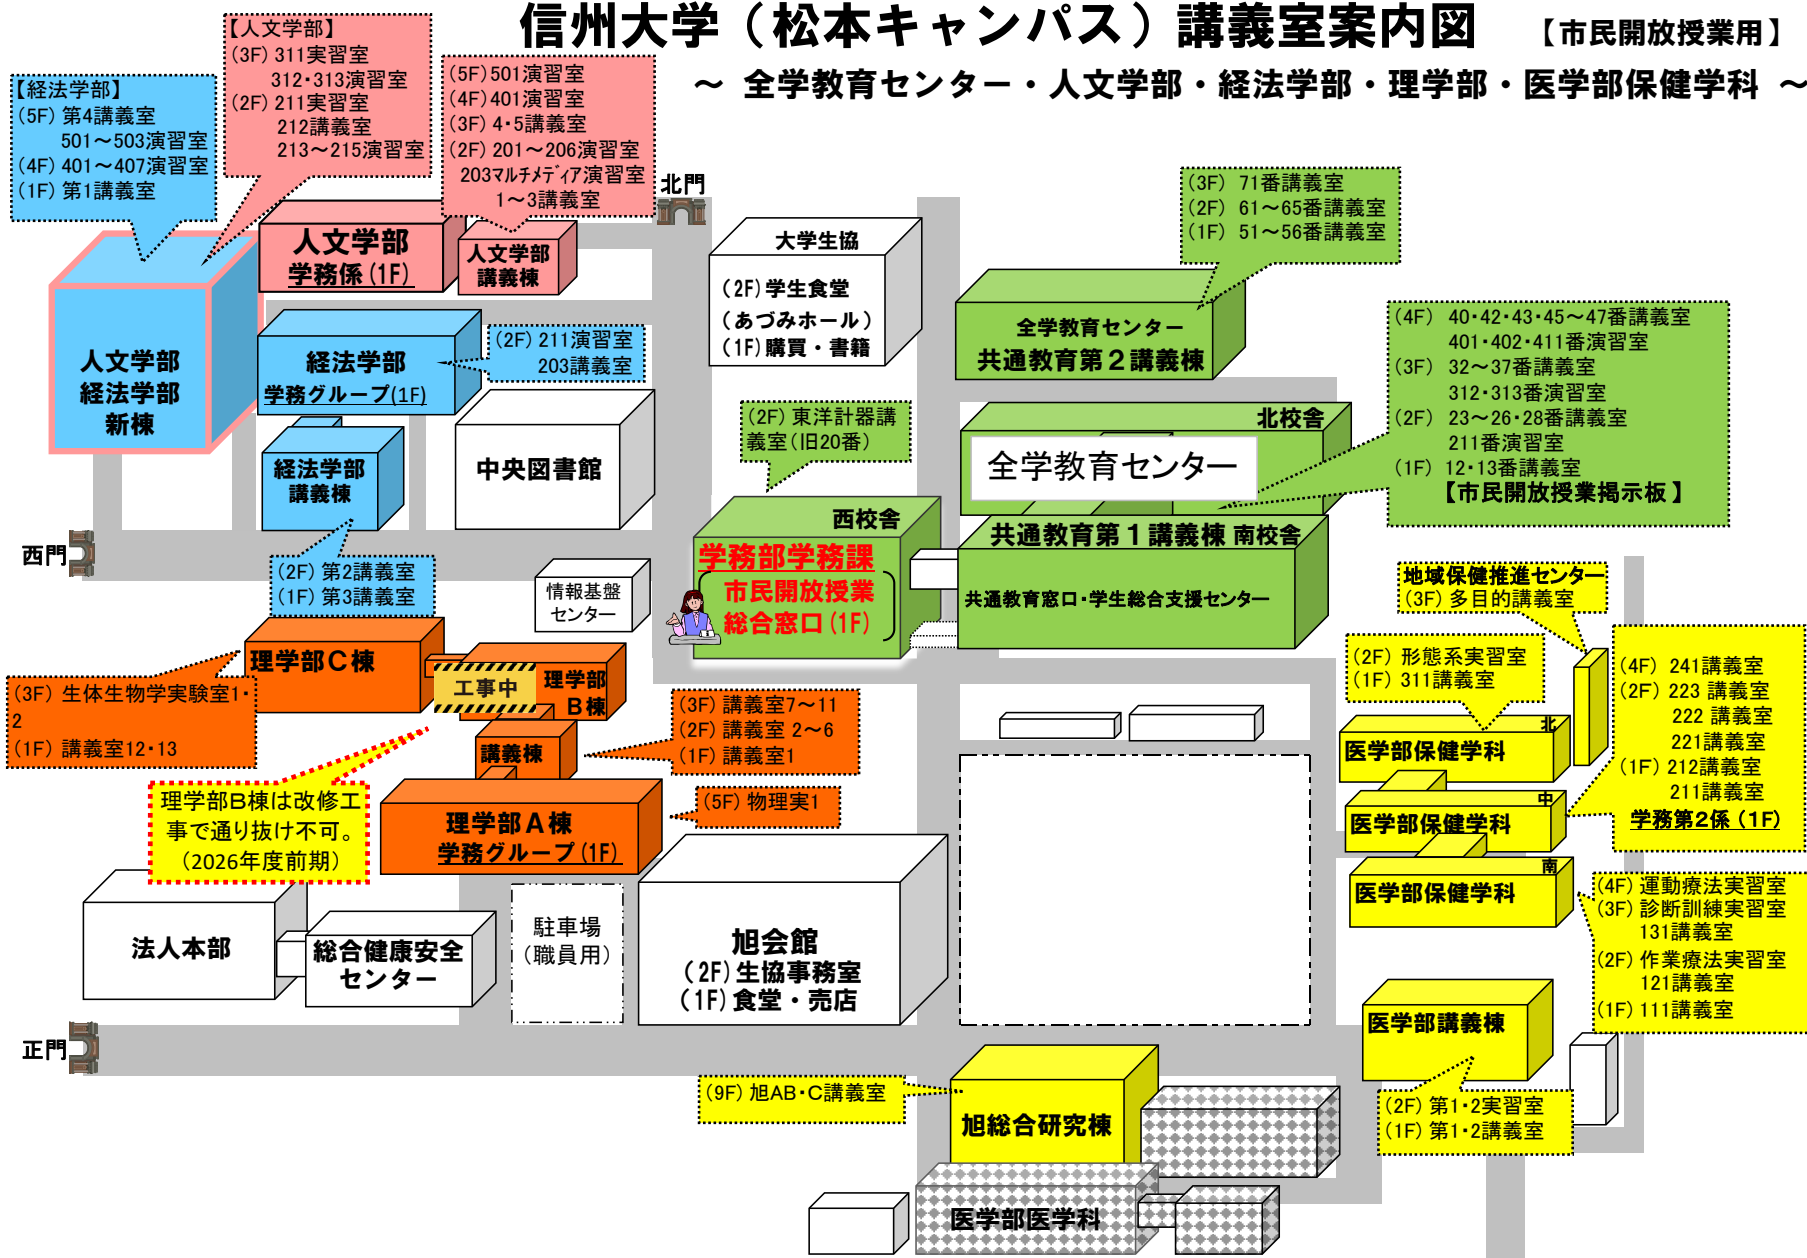 信州大学（松本キャンパス）講義室案内図 【市民開放授業用】
～ 全学教育センター・人文学部・経法学部・理学部・医学部保健学科 ～
【経法学部】
(5F) 第4講義室
501～503演習室
(4F) 401～407演習室
(1F) 第1講義室
【人文学部】
(3F) 311実習室
312・313演習室
(2F) 211実習室
212講義室
213～215演習室
(5F) 501演習室
(4F) 401演習室
(3F) 4・5講義室
(2F) 201～206演習室
203マルチメディア演習室
1～3講義室
北門
(3F) 71番講義室
(2F) 61～65番講義室
(1F) 51～56番講義室
人文学部
学務係(1F)
人文学部
講義棟
大学生協
(2F)学生食堂
(あづみホール)
(1F)購買・書籍
全学教育センター
共通教育第２講義棟
(4F) 40・42・43・45～47番講義室
401・402・411番演習室
(3F) 32～37番講義室
312・313番演習室
(2F) 23～26・28番講義室
211番演習室
(1F) 12・13番講義室
【市民開放授業掲示板】
人文学部
経法学部
新棟
経法学部
学務グループ(1F)
(2F) 211演習室
203講義室
経法学部
講義棟
中央図書館
(2F) 東洋計器講
義室(旧20番)
北校舎
全学教育センター
西校舎
学務部学務課
市民開放授業
総合窓口(1F)
共通教育第１講義棟 南校舎
共通教育窓口・学生総合支援センター
西門
(2F) 第2講義室
(1F) 第3講義室
情報基盤
センター
地域保健推進センター
(3F) 多目的講義室
理学部Ｃ棟
工事中
理学部
Ｂ棟
(3F) 生体生物学実験室1・
2
(1F) 講義室12・13
(3F) 講義室7～11
(2F) 講義室 2～6
(1F) 講義室1
講義棟
(2F) 形態系実習室
(1F) 311講義室
(4F) 241講義室
(2F) 223 講義室
222 講義室
221講義室
(1F) 212講義室
211講義室
学務第2係(1F)
北
医学部保健学科
中
医学部保健学科
南
医学部保健学科
理学部B棟は改修工
事で通り抜け不可。
(2026年度前期)
理学部Ａ棟
学務グループ(1F)
(5F) 物理実1
(4F) 運動療法実習室
(3F) 診断訓練実習室
131講義室
(2F) 作業療法実習室
121講義室
(1F) 111講義室
法人本部
総合健康安全
センター
駐車場
(職員用)
旭会館
(2F)生協事務室
(1F)食堂・売店
医学部講義棟
正門
(9F) 旭AB・C講義室
旭総合研究棟
(2F) 第1・2実習室
(1F) 第1・2講義室
医学部医学科